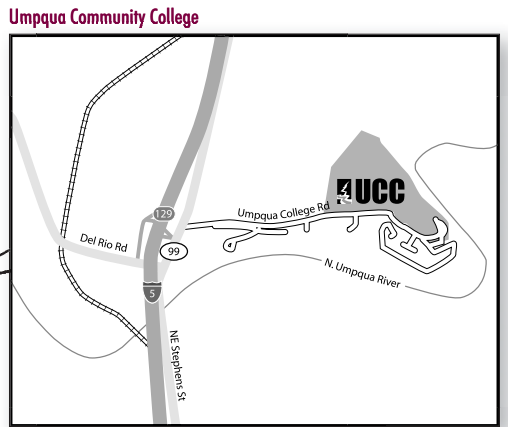 Umpqua Community College
UCC
129
Umpqua College Rd
Del Rio Rd
99
N. Umpqua River
5
NE Stephens St